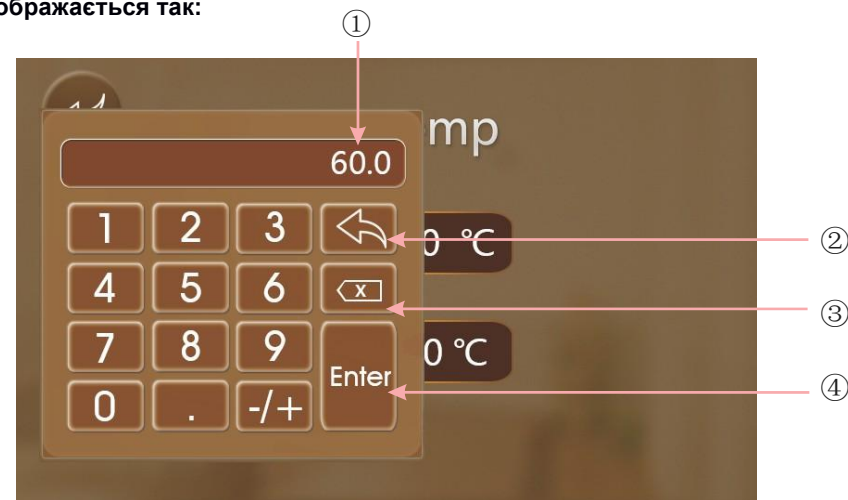 ображається так:
①
mp
60.0
1 2 3
0 °C
②
4 5 6 x
③
7 8 9 Enter
0 °C
④
0 . -/+